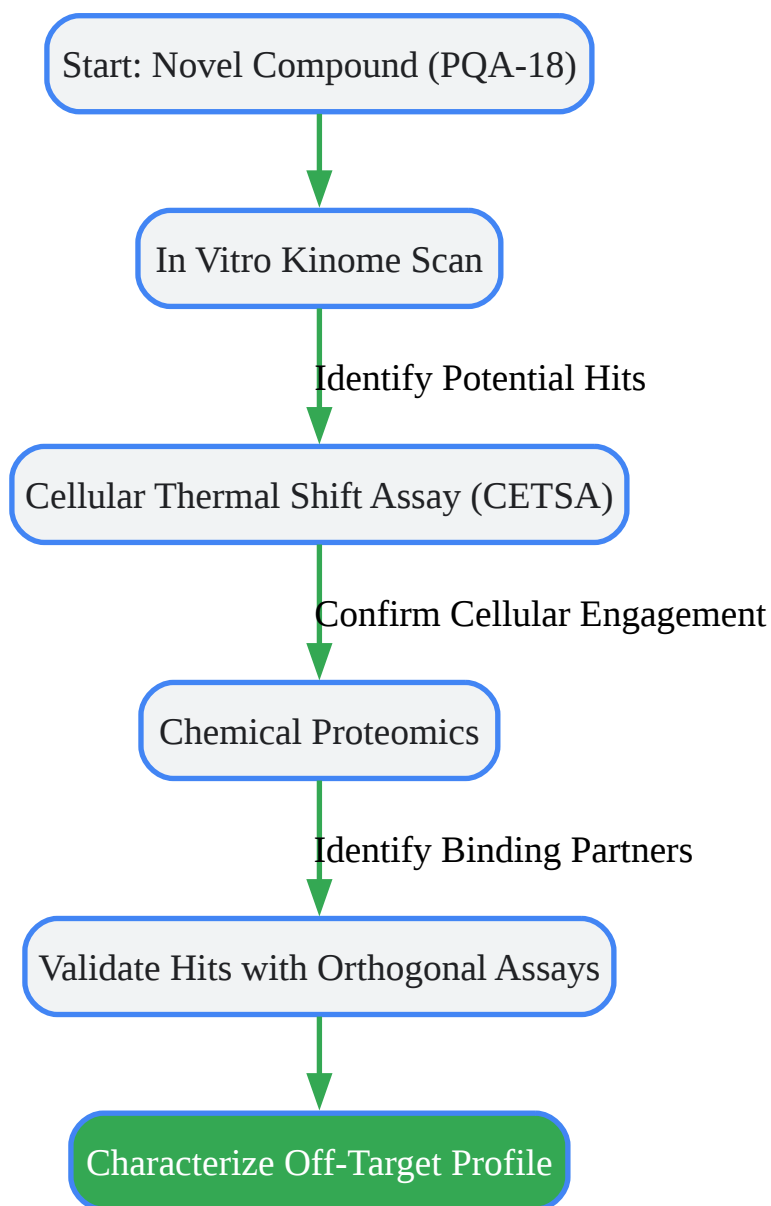 Start: Novel Compound (PQA-18)
In Vitro Kinome Scan
Identify Potential Hits
Cellular Thermal Shift Assay (CETSA)
Confirm Cellular Engagement
Chemical Proteomics
Identify Binding Partners
Validate Hits with Orthogonal Assays
Characterize Off-Target Profile